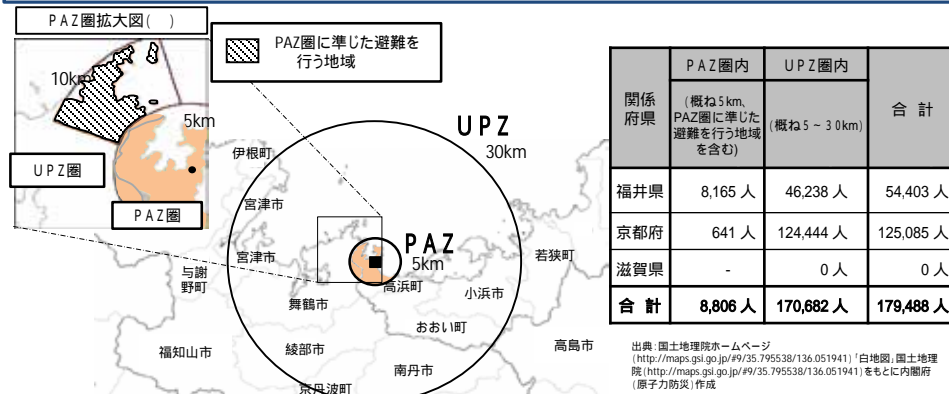 PAZ圏拡大図( )
PAZ圏に準じた避難を
行う地域
10km
5km
UPZ圏
PAZ圏
UPZ
30km
PAZ
5km
伊根町
宮津市
宮津市
与謝
野町
舞鶴市
高浜町
小浜市
若狭町
おおい町
福知山市
綾部市
南丹市
高島市
京丹波町
関係
府県
PAZ圏内
(概ね5km、
PAZ圏に準じた
避難を行う地域
を含む)
UPZ圏内
(概ね5~30km)
合 計
福井県 8,165人 46,238人 54,403人
京都府 641人 124,444人 125,085人
滋賀県 - 0人 0人
合 計 8,806人 170,682人 179,488人
出典:国土地理院ホームページ
(http://maps.gsi.go.jp/#9/35.795538/136.051941)「白地図」国土地理
院(http://maps.gsi.go.jp/#9/35.795538/136.051941)をもとに内閣府
(原子力防災)作成